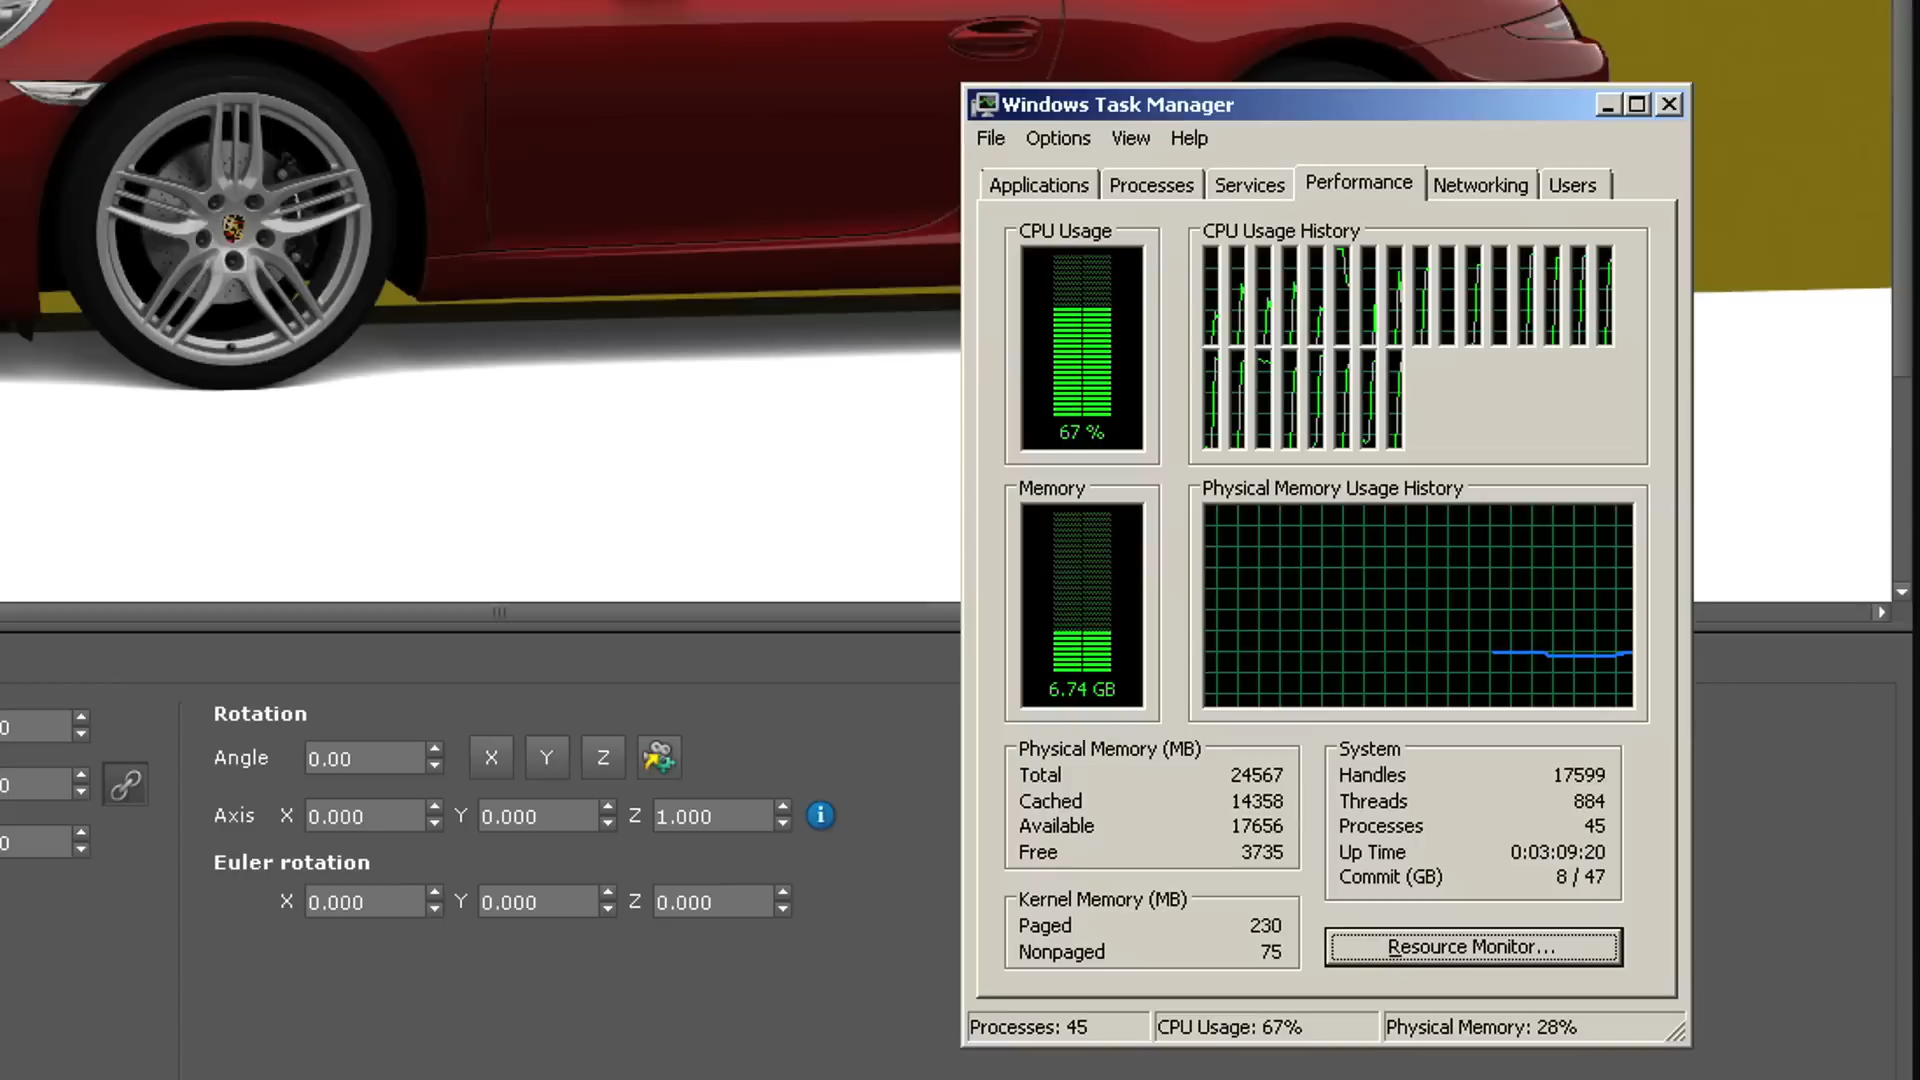 Windows Task Manager
File Options View Help
Applications Processes Services Performance Networking Users
CPU Usage
67 %
CPU Usage History
Memory
6.74 GB
Physical Memory Usage History
Physical Memory (MB)
Total 24567
Cached 14358
Available 17656
Free 3735
System
Handles 17599
Threads 884
Processes 45
Up Time 0:03:09:20
Commit (GB) 8 / 47
Kernel Memory (MB)
Paged 230
Nonpaged 75
Resource Monitor...
Processes: 45 CPU Usage: 67% Physical Memory: 28%
0
0
0
Rotation
Angle 0.00 X Y Z
Axis X 0.000 Y 0.000 Z 1.000 i
Euler rotation
X 0.000 Y 0.000 Z 0.000